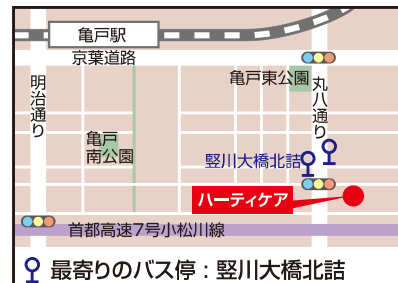 亀戸駅
京葉道路
亀戸東公園
明治通り
丸八通り
亀戸
南公園
竪川大橋北詰
ハーティケア
首都高速7号小松川線
最寄りのバス停：竪川大橋北詰